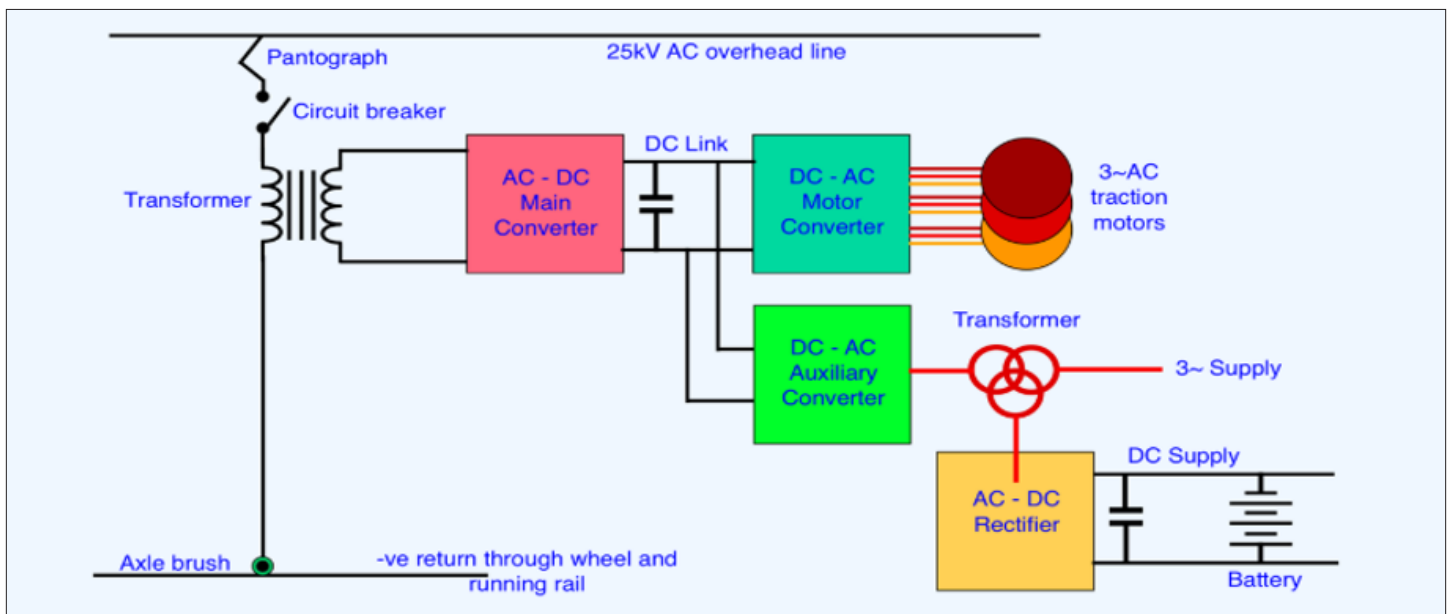 25kV AC overhead line
Pantograph
Circuit breaker
Transformer
AC - DC
Main
Converter
DC Link
DC - AC
Motor
Converter
3~AC
traction
motors
DC - AC
Auxiliary
Converter
Transformer
3~ Supply
AC - DC
Rectifier
DC Supply
Battery
Axle brush
-ve return through wheel and
running rail